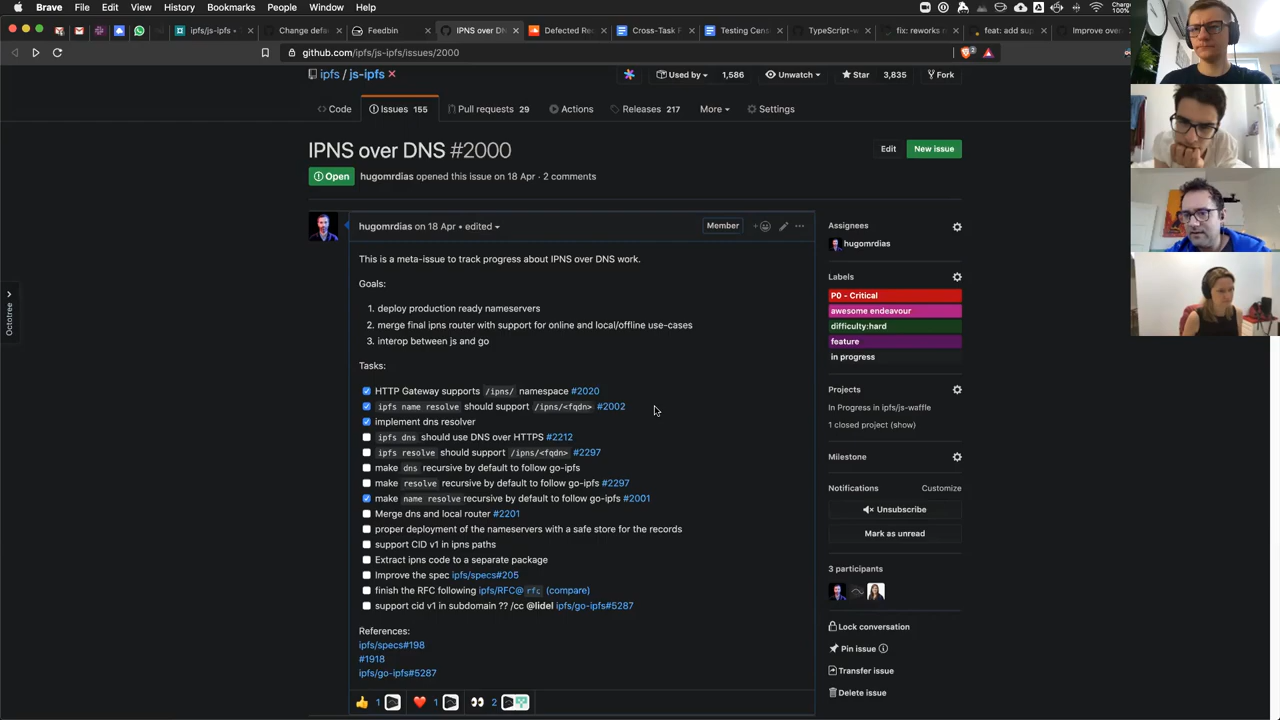 Brave File Edit View History Bookmarks People Window Help
ipfs/js-ipfs
Change def
Feedbin
IPNS over DN
Defected Rec
Cross-Task F
Testing Cens
TypeScript-w
fix: reworks
feat: add sup
Improve over
github.com/ipfs/js-ipfs/issues/2000
ipfs / js-ipfs
Used by 1,586
Unwatch
Star 3,835
Fork
Code
Issues 155
Pull requests 29
Actions
Releases 217
More
Settings
IPNS over DNS #2000
Edit
New issue
Open
hugomrdias opened this issue on 18 Apr • 2 comments
hugomrdias on 18 Apr • edited
Member
This is a meta-issue to track progress about IPNS over DNS work.
Goals:
1. deploy production ready nameservers
2. merge final ipns router with support for online and local/offline use-cases
3. interop between js and go
Tasks:
HTTP Gateway supports /ipns/ namespace #2020
ipfs name resolve should support /ipns/<fqdn> #2002
implement dns resolver
ipfs dns should use DNS over HTTPS #2212
ipfs resolve should support /ipns/<fqdn> #2297
make dns recursive by default to follow go-ipfs
make resolve recursive by default to follow go-ipfs #2297
make name resolve recursive by default to follow go-ipfs #2001
Merge dns and local router #2201
proper deployment of the nameservers with a safe store for the records
support CID v1 in ipns paths
Extract ipns code to a separate package
Improve the spec ipfs/specs#205
finish the RFC following ipfs/RFC@rfc (compare)
support cid v1 in subdomain ?? /cc @lidel ipfs/go-ipfs#5287
References:
ipfs/specs#198
#1918
ipfs/go-ipfs#5287
1
1
2
Assignees
hugomrdias
Labels
P0 - Critical
awesome endeavour
difficulty:hard
feature
in progress
Projects
In Progress in ipfs/js-waffle
1 closed project (show)
Milestone
Notifications
Customize
Unsubscribe
Mark as unread
3 participants
Lock conversation
Pin issue
Transfer issue
Delete issue
Octotree